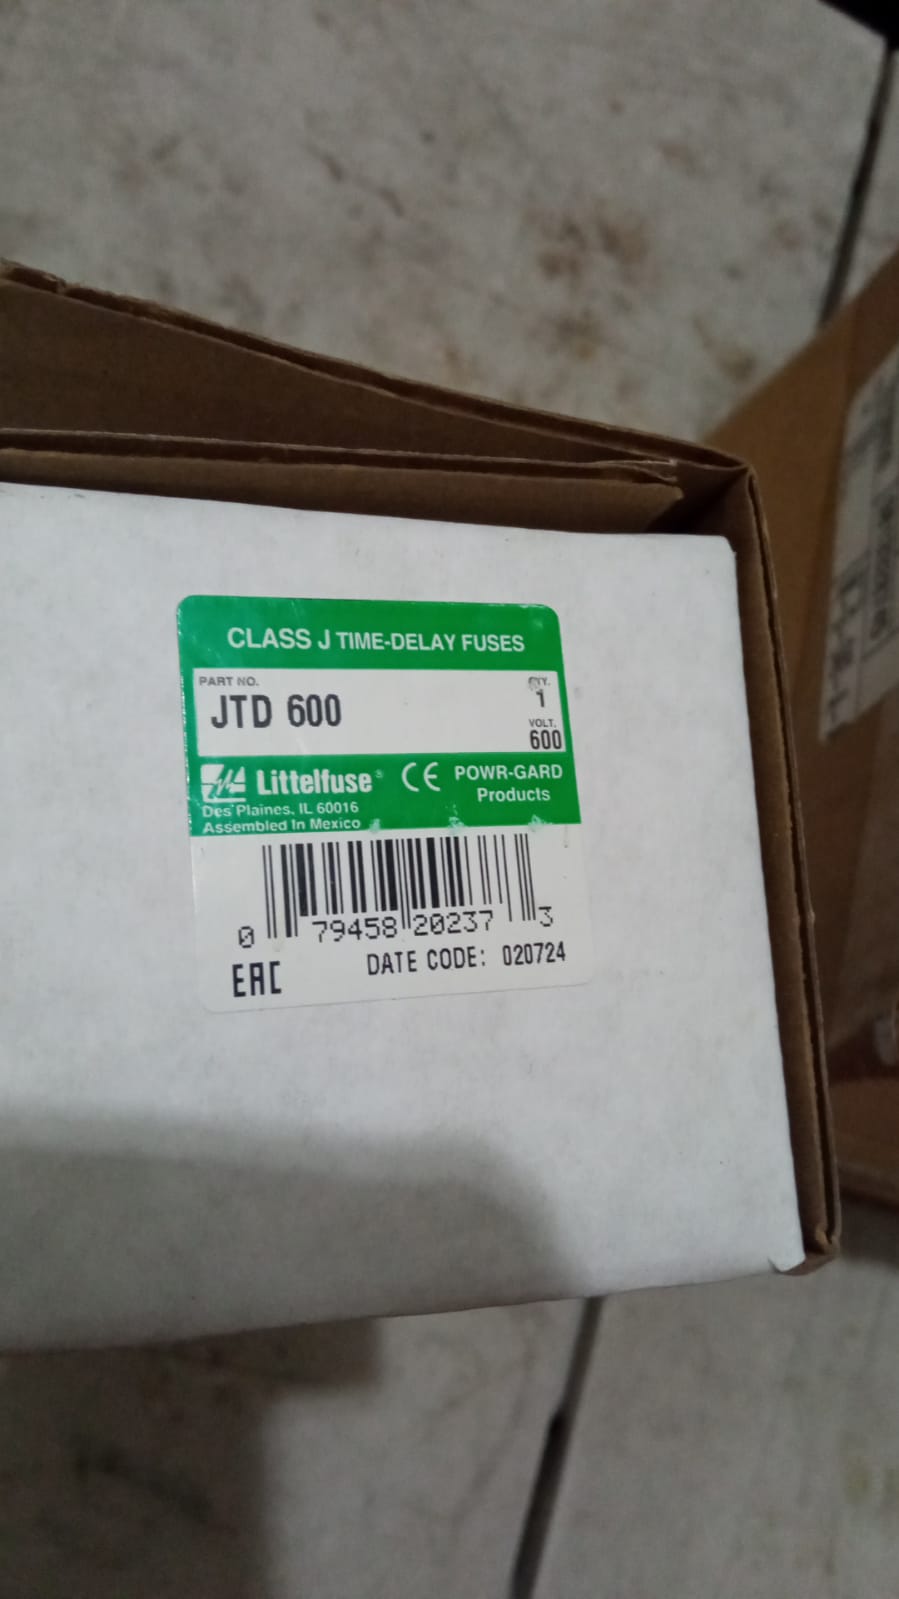 CLASS J TIME-DELAY FUSES
PART NO.
JTD 600
QTY.
1
VOLT.
600
Littelfuse®
CE
POWR-GARD
Products
Des Plaines, IL 60016
Assembled In Mexico
0 79458 20237 3
EAC
DATE CODE: 020724